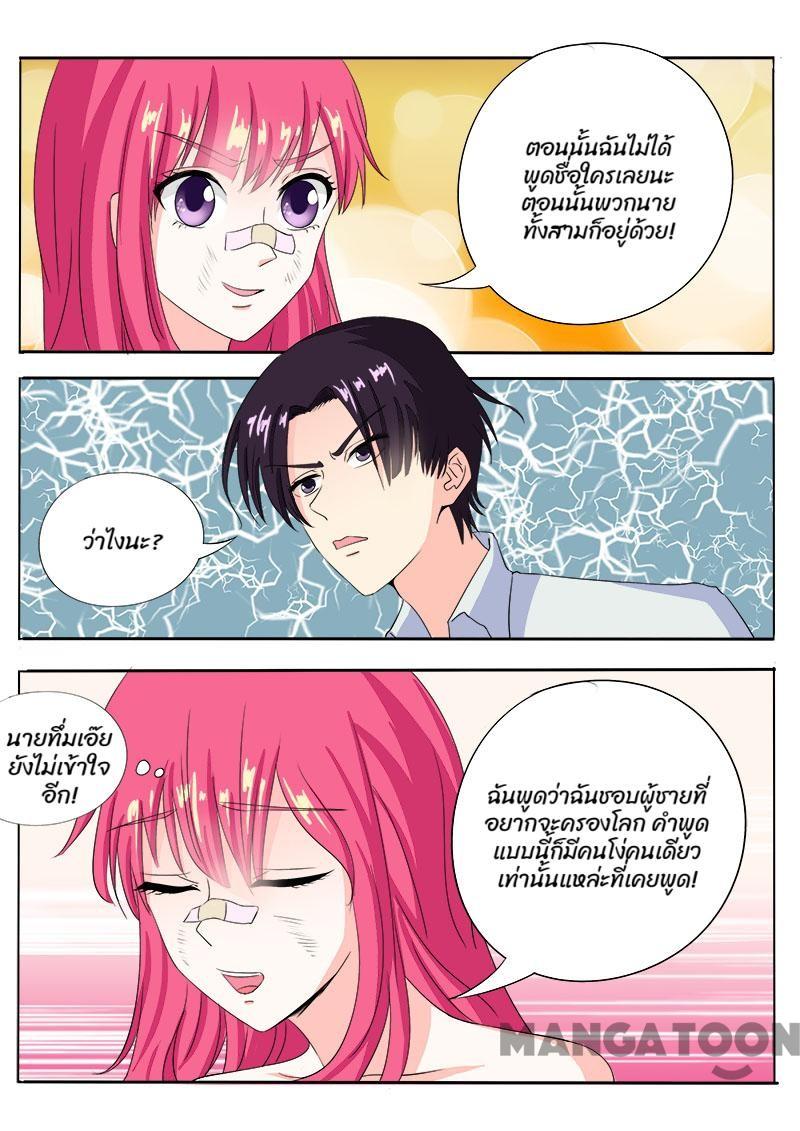 ตอนนั้นฉันไม่ได้
พูดชื่อใครเลยนะ
ตอนนั้นพวกนาย
ทั้งสามก็อยู่ด้วย!
ว่าไงนะ?
นายทึ่มเอ๊ย
ยังไม่เข้าใจ
อีก!
ฉันพูดว่าฉันชอบผู้ชายที่
อยากจะครองโลก คำพูด
แบบนี้ก็มีคนโง่คนเดียว
เท่านั้นแหล่ะที่เคยพูด!
MANGATOON